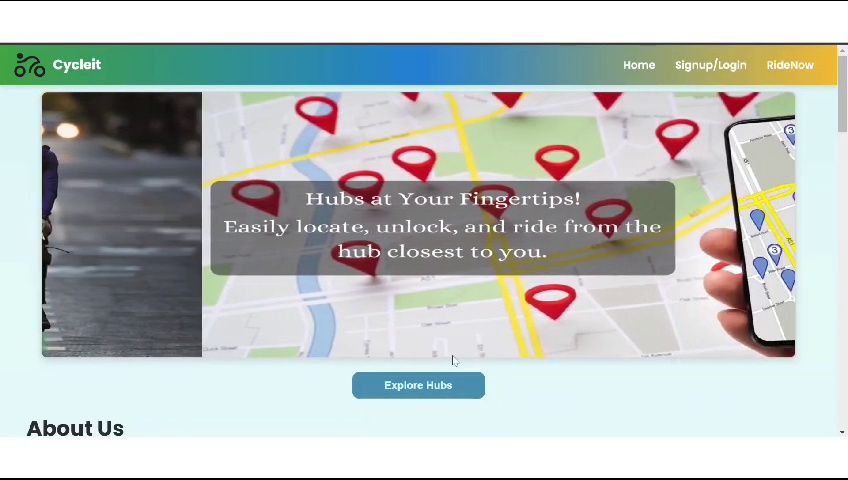 Cycleit
Home Signup/Login RideNow
Hubs at Your Fingertips!
Easily locate, unlock, and ride from the
hub closest to you.
Explore Hubs
About Us